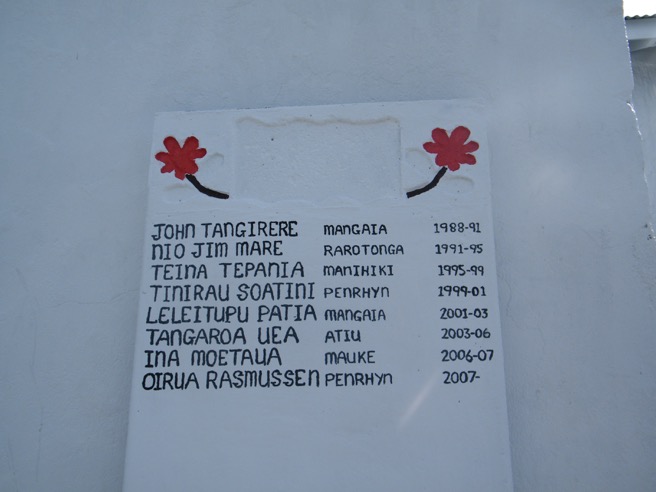 JOHN TANGIRERE MANGAIA 1988-91
NIO JIM MARE RAROTONGA 1991-95
TEINA TEPANIA MANIHIKI 1995-99
TINIRAU SOATINI PENRHYN 1999-01
LELEITUPU PATIA MANGAIA 2001-03
TANGAROA UEA ATIU 2003-06
INA MOETAUA MAUKE 2006-07
OIRUA RASMUSSEN PENRHYN 2007-